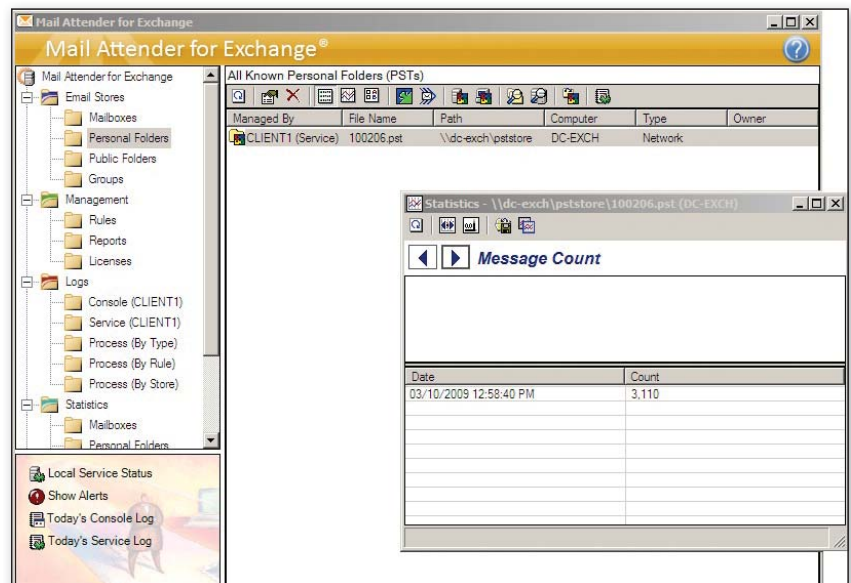 Mail Attender for Exchange
Mail Attender for Exchange®
Mail Attender for Exchange
Email Stores
Mailboxes
Personal Folders
Public Folders
Groups
Management
Rules
Reports
Licenses
Logs
Console (CLIENT1)
Service (CLIENT1)
Process (By Type)
Process (By Rule)
Process (By Store)
Statistics
Mailboxes
Personal Folders
Local Service Status
Show Alerts
Today's Console Log
Today's Service Log
All Known Personal Folders (PSTs)
Managed By File Name Path Computer Type Owner
CLIENT1 (Service) 100206.pst \\dc-exch\pststore DC-EXCH Network
Statistics - \\dc-exch\pststore\100206.pst (DC-EXCH)
Message Count
Date Count
03/10/2009 12:58:40 PM 3,110